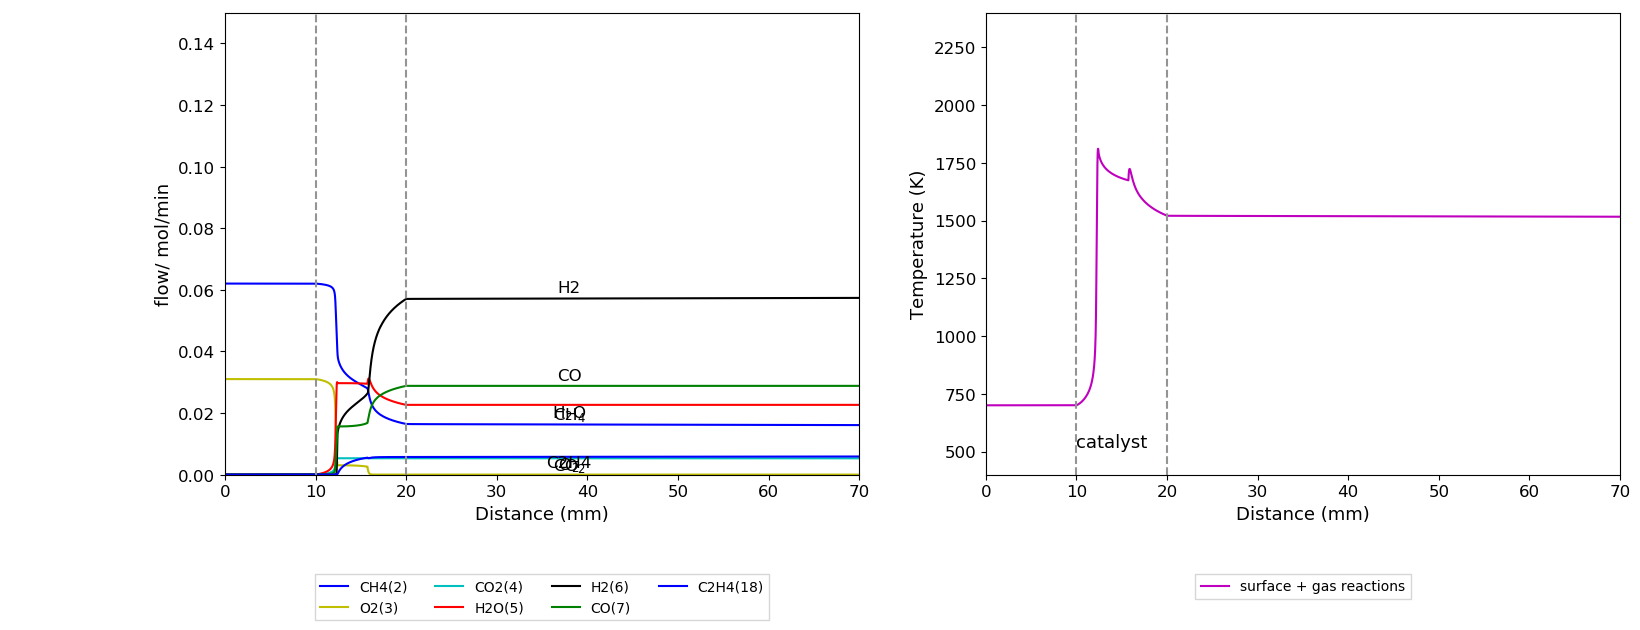 0.14
0.12
0.10
0.08
0.06
0.04
0.02
0.00
flow/ mol/min
H2
CO
H₂O
C₂H₄
0 10 20 30 40 50 60 70
Distance (mm)
CH4(2) CO2(4) H2(6) C2H4(18)
O2(3) H2O(5) CO(7)
2250
2000
1750
1500
1250
1000
750
500
Temperature (K)
catalyst
0 10 20 30 40 50 60 70
Distance (mm)
surface + gas reactions